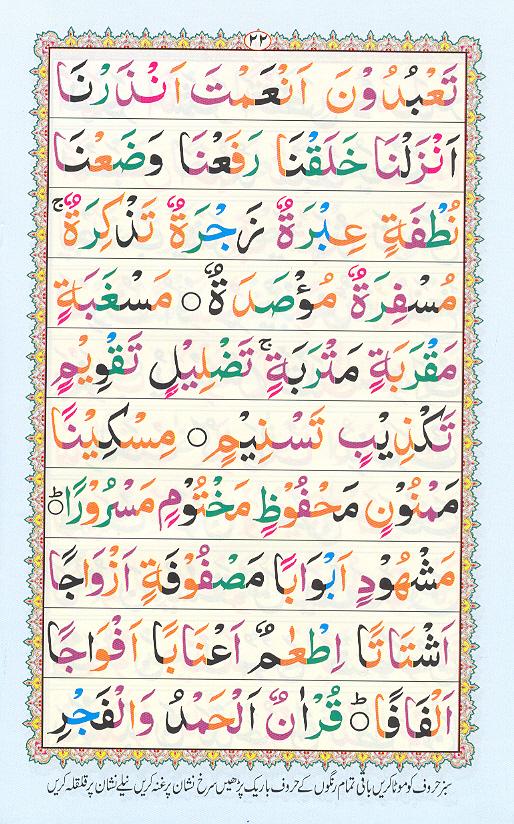 ۲۲
تَعْبُدُوْنَ اَنْعَمْتَ اَنْذَرْنَا
اَنْزَلْنَا خَلَقْنَا رَفَعْنَا وَضَعْنَا
نُطْفَةٍ عِبْرَةٌ زَجْرَةٌ تَذْكِرَةٌ ۚ
مُسْفِرَةٌ مُؤْصَدَةٌ ○ مَسْغَبَةٍ
مَقْرَبَةٍ مَتْرَبَةٍ ۚ تَضْلِيْلٍ تَقْوِيْمٍ
تَكْذِيْبٍ تَسْنِيْمٍ ○ مِسْكِيْنًا
مَمْنُوْنٍ مَحْفُوْظٍ مَخْتُوْمٍ مَسْرُوْرًا ○ؕ
مَشْهُوْدٍ اَبْوَابًا مَصْفُوْفَةٍ اَزْوَاجًا
اَشْتَاتًا اِطْعٰمٌ اَعْنَابًا اَفْوَاجًا
اَلْفَافًا ○ؕ قُرْاٰنٌ اَلْحَمْدُ وَالْفَجْرِ
سبز حروف کو موٹا کریں باقی تمام رنگوں کے حروف باریک پڑھیں سرخ نشان پر غنہ کریں نیلے نشان پر قلقلہ کریں